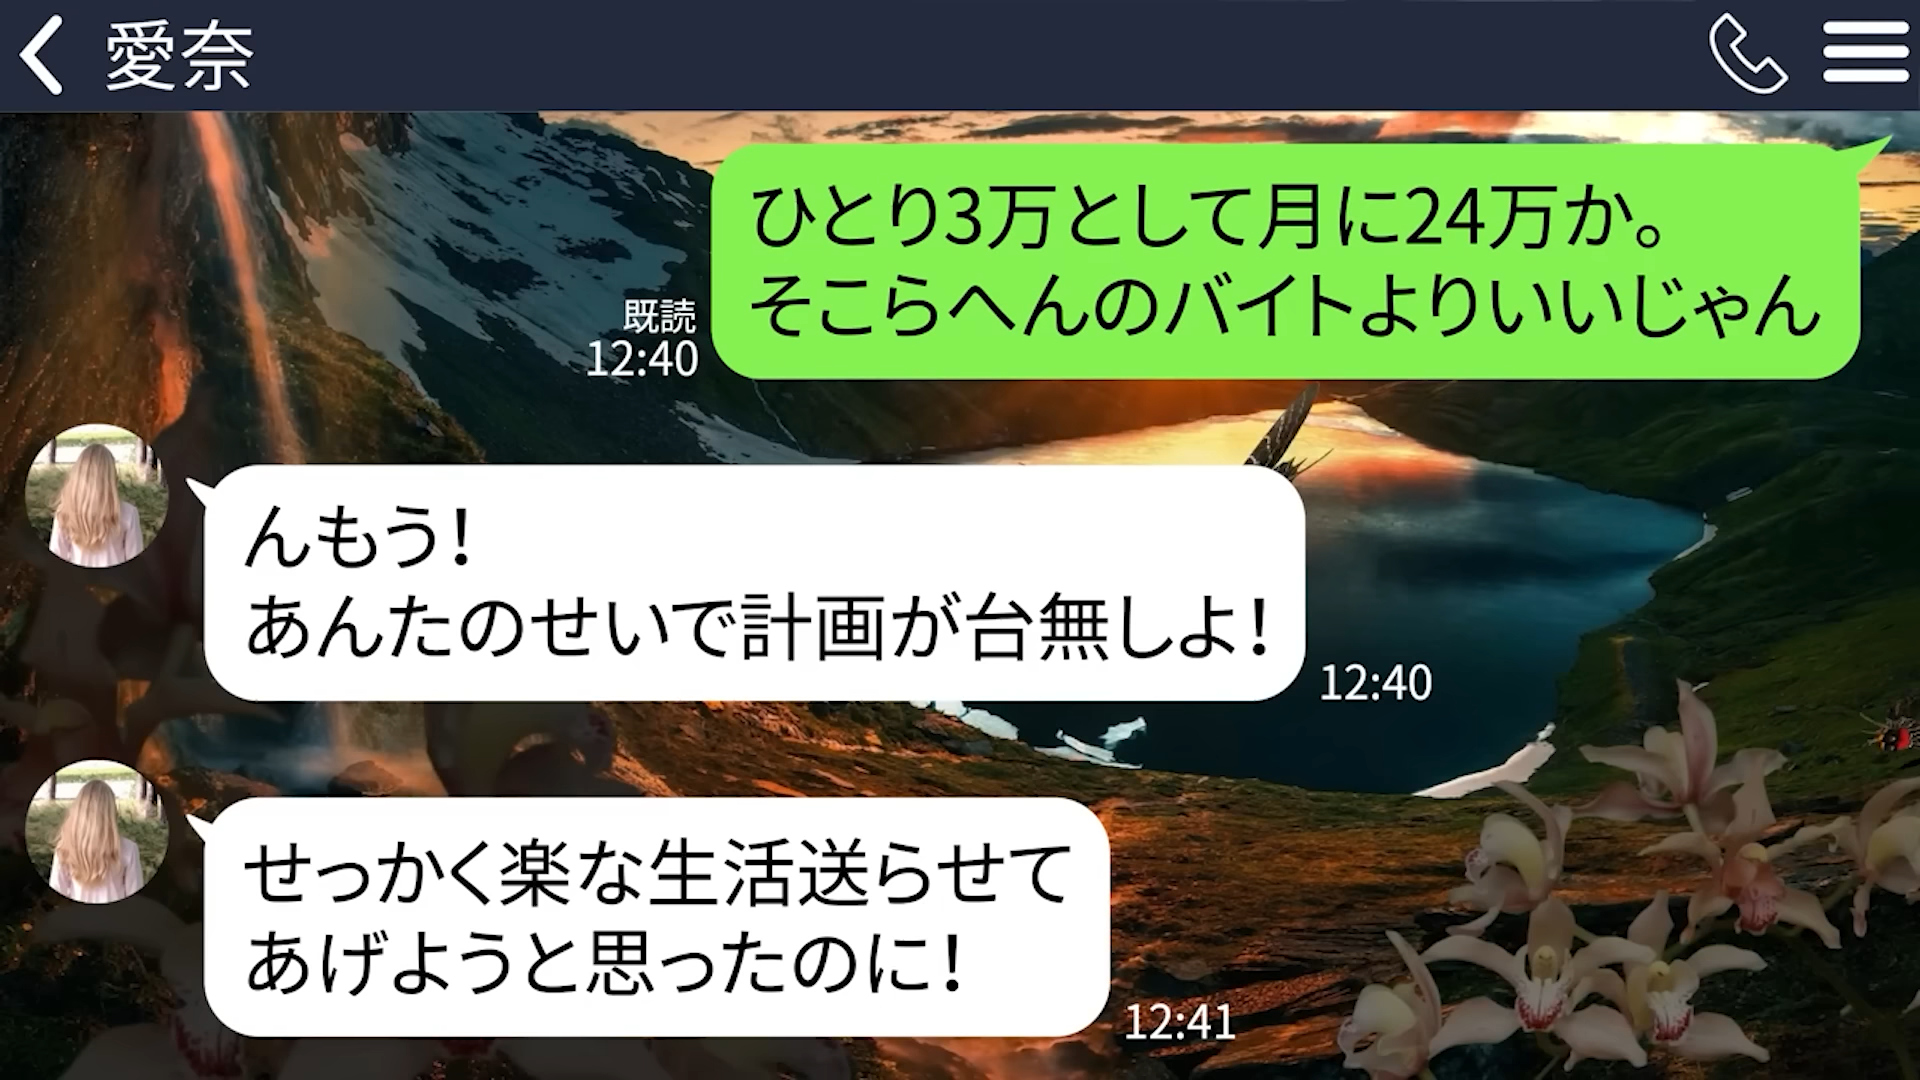 愛奈
ひとり3万として月に24万か。
そこらへんのバイトよりいいじゃん
既読
12:40
んもう!
あんたのせいで計画が台無しよ!
12:40
せっかく楽な生活送らせて
あげようと思ったのに!
12:41